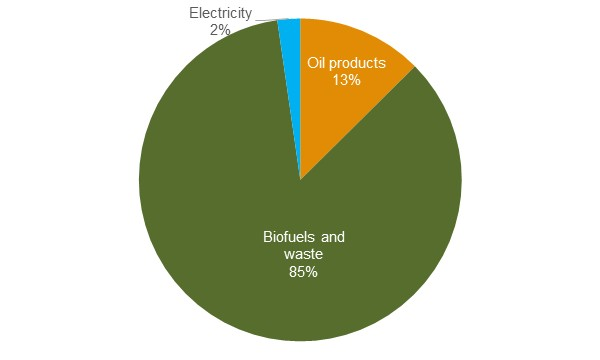 Electricity
2%
Oil products
13%
Biofuels and
waste
85%